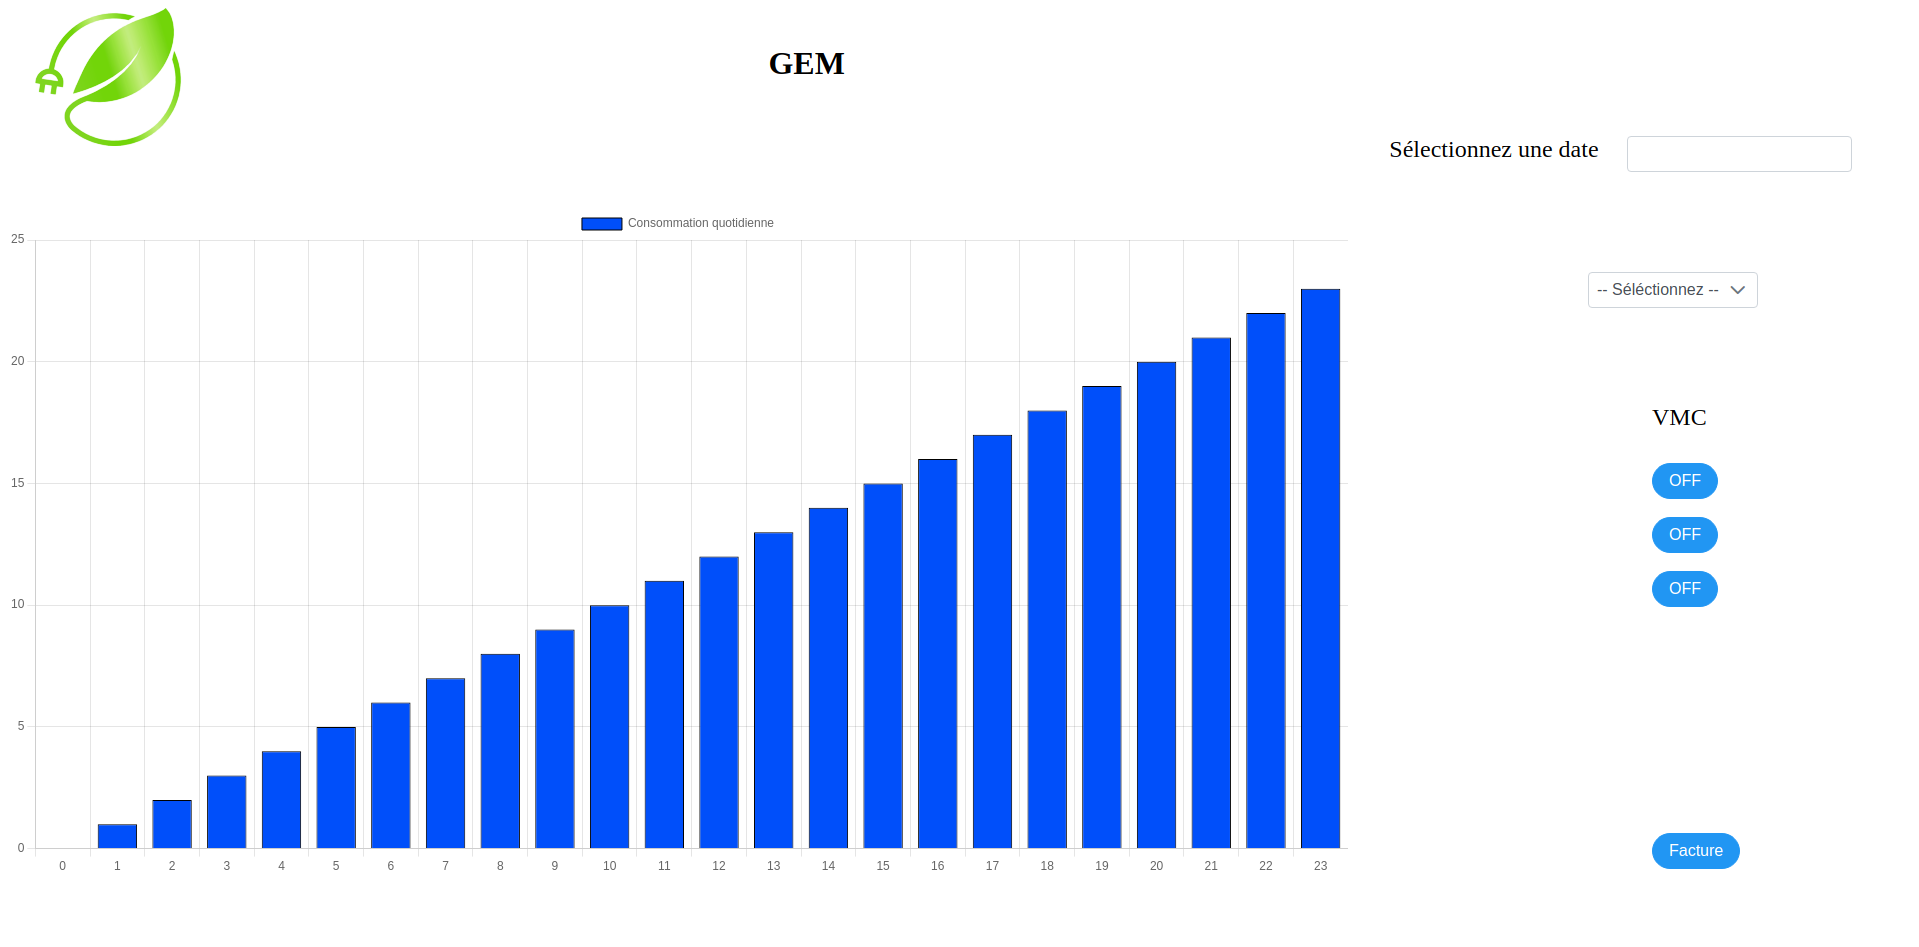 GEM
Sélectionnez une date
Consommation quotidienne
25
20
15
10
5
0
0 1 2 3 4 5 6 7 8 9 10 11 12 13 14 15 16 17 18 19 20 21 22 23
-- Séléctionnez --
VMC
OFF
OFF
OFF
Facture